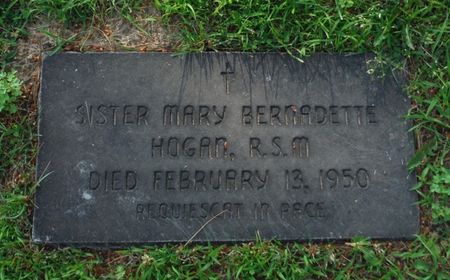 SISTER MARY BERNADETTE
HOGAN, R.S.M
DIED FEBRUARY 13, 1950
REQUIESCAT IN PACE